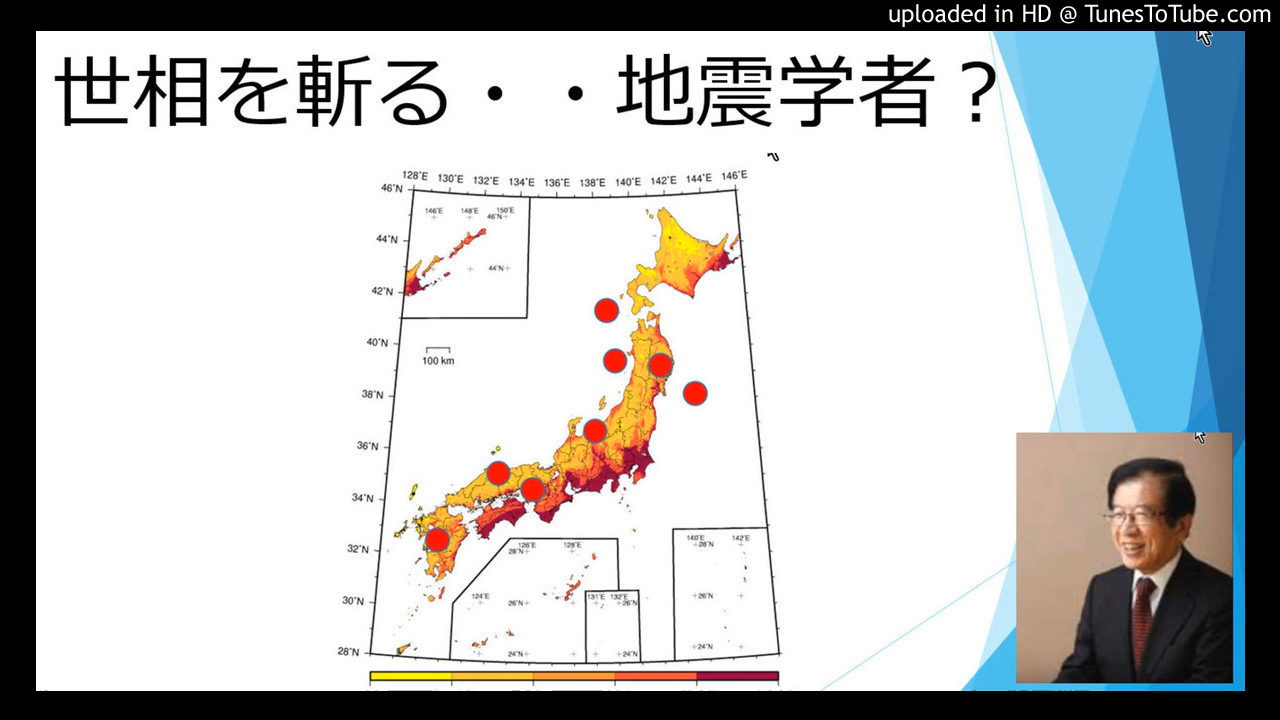 uploaded in HD @ TunesToTube.com
世相を斬る・・地震学者？
128°E 130°E 132°E 134°E 136°E 138°E 140°E 142°E 144°E 146°E
46°N
146°E 148°E 150°E
46°N
44°N
44°N
42°N
40°N
100 km
38°N
36°N
34°N
32°N
126°E 128°E
28°N
140°E 142°E
28°N
124°E
26°N
131°E 132°E
26°N
26°N
30°N
24°N
24°N
24°N
28°N